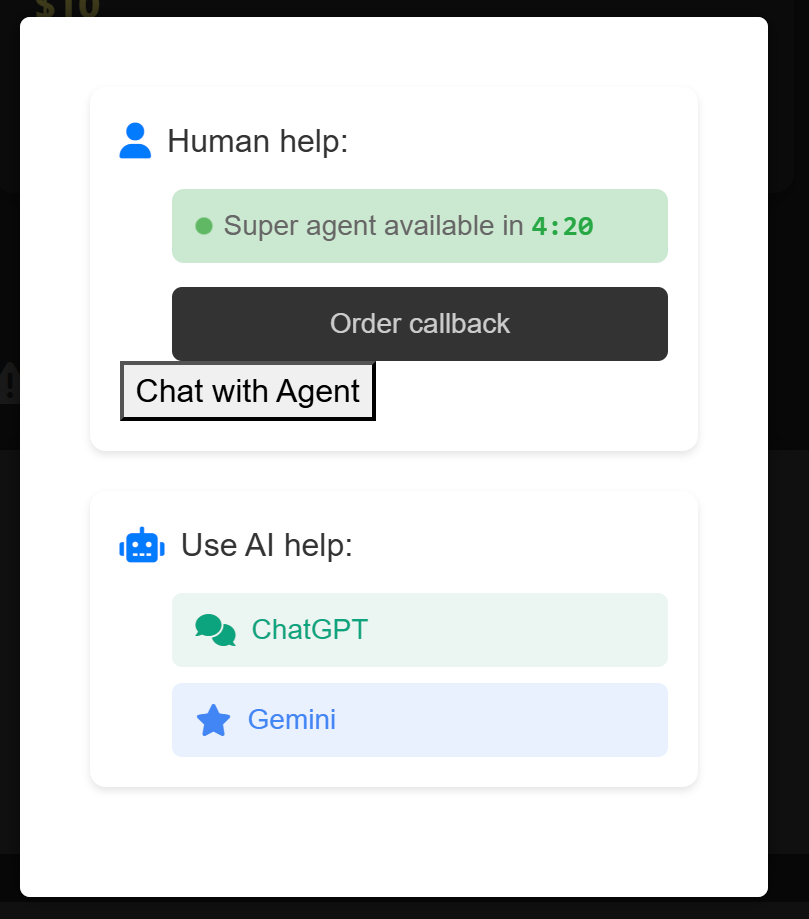 $10
Human help:
Super agent available in 4:20
Order callback
Chat with Agent
Use AI help:
ChatGPT
Gemini